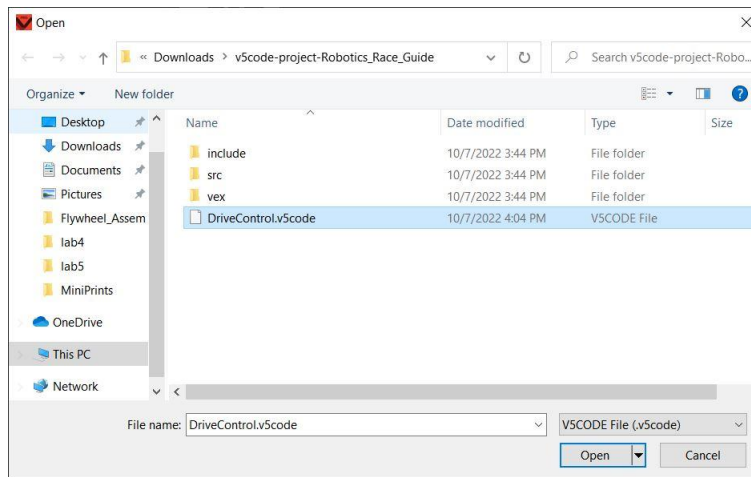 Open
« Downloads > v5code-project-Robotics_Race_Guide
Search v5code-project-Robo...
Organize
New folder
Name Date modified Type Size
Desktop
Downloads
Documents
Pictures
Flywheel_Assem
lab4
lab5
MiniPrints
OneDrive
This PC
Network
include 10/7/2022 3:44 PM File folder
src 10/7/2022 3:44 PM File folder
vex 10/7/2022 3:44 PM File folder
DriveControl.v5code 10/7/2022 4:04 PM V5CODE File
File name: DriveControl.v5code V5CODE File (.v5code)
Open Cancel